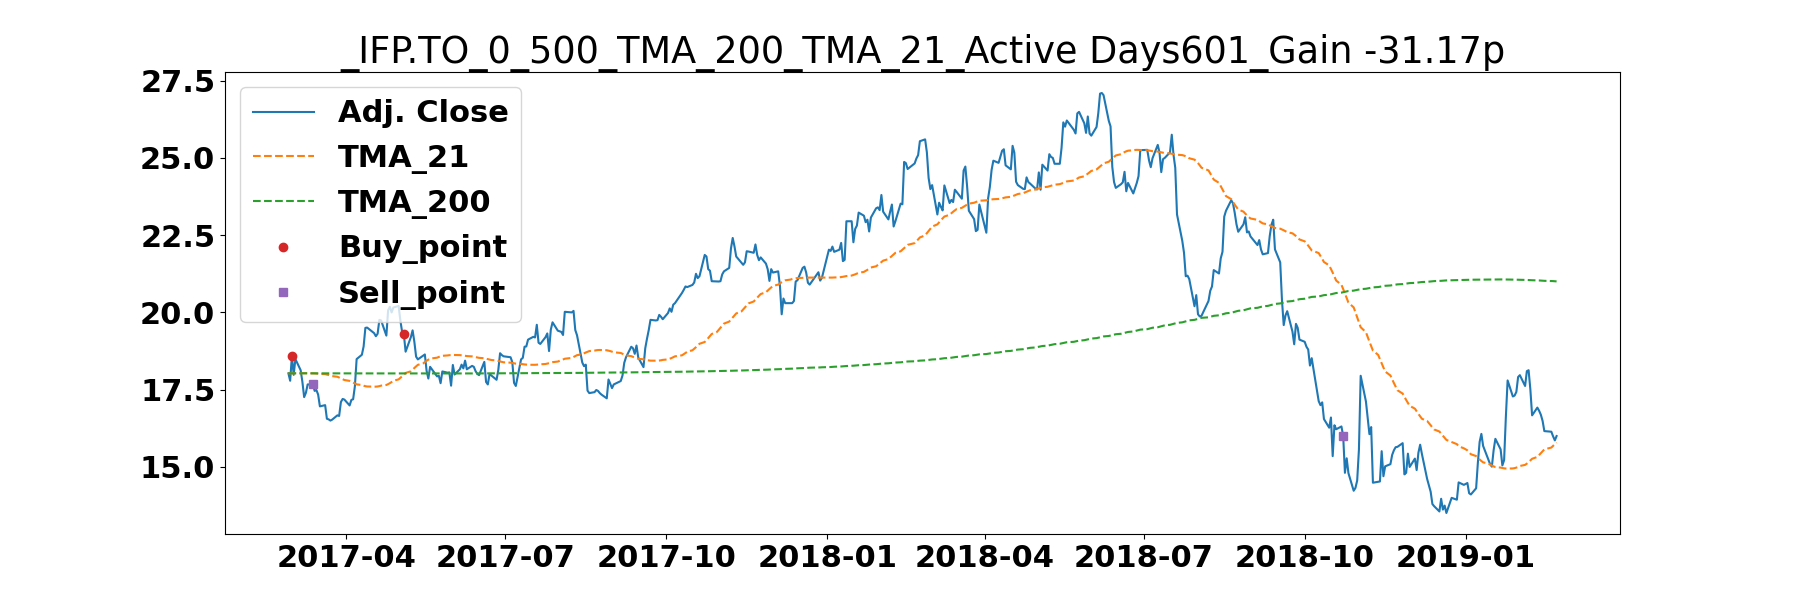 _IFP.TO_0_500_TMA_200_TMA_21_Active Days601_Gain -31.17p
27.5
25.0
22.5
20.0
17.5
15.0
Adj. Close
TMA_21
TMA_200
Buy_point
Sell_point
2017-04 2017-07 2017-10 2018-01 2018-04 2018-07 2018-10 2019-01